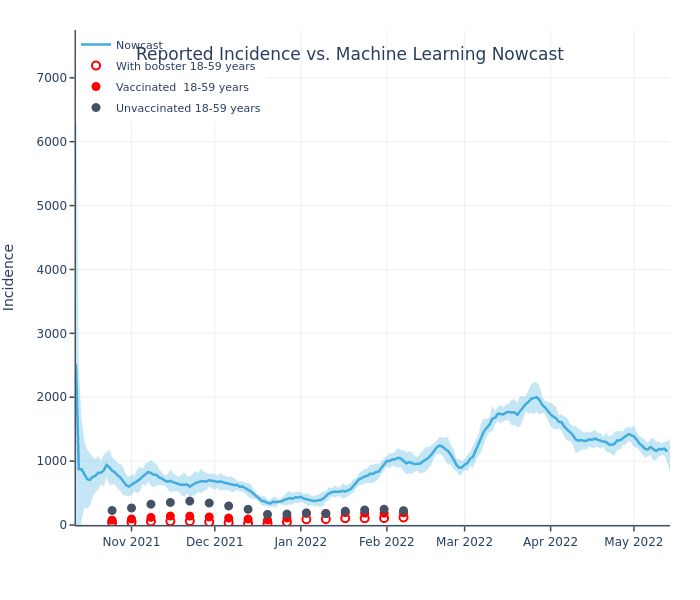 Reported Incidence vs. Machine Learning Nowcast
Nowcast
With booster 18-59 years
Vaccinated  18-59 years
Unvaccinated 18-59 years
Incidence
7000
6000
5000
4000
3000
2000
1000
0
Nov 2021
Dec 2021
Jan 2022
Feb 2022
Mar 2022
Apr 2022
May 2022